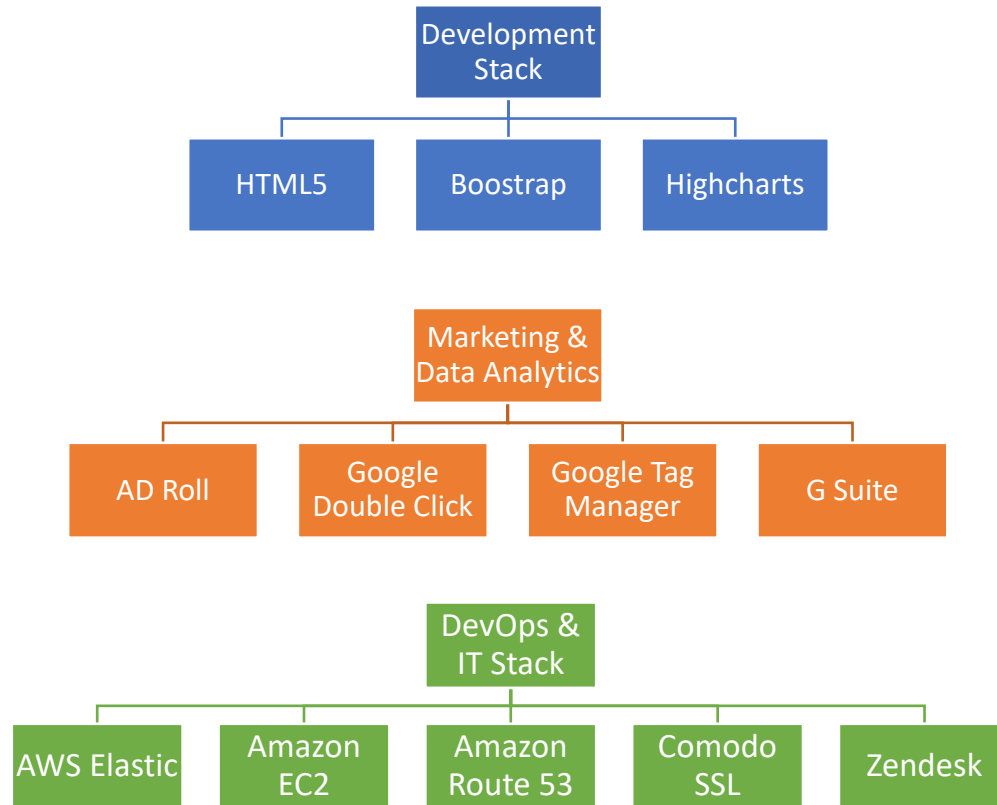 Development
Stack
HTML5
Boostrap
Highcharts
Marketing &
Data Analytics
AD Roll
Google
Double Click
Google Tag
Manager
G Suite
DevOps &
IT Stack
AWS Elastic
Amazon
EC2
Amazon
Route 53
Comodo
SSL
Zendesk